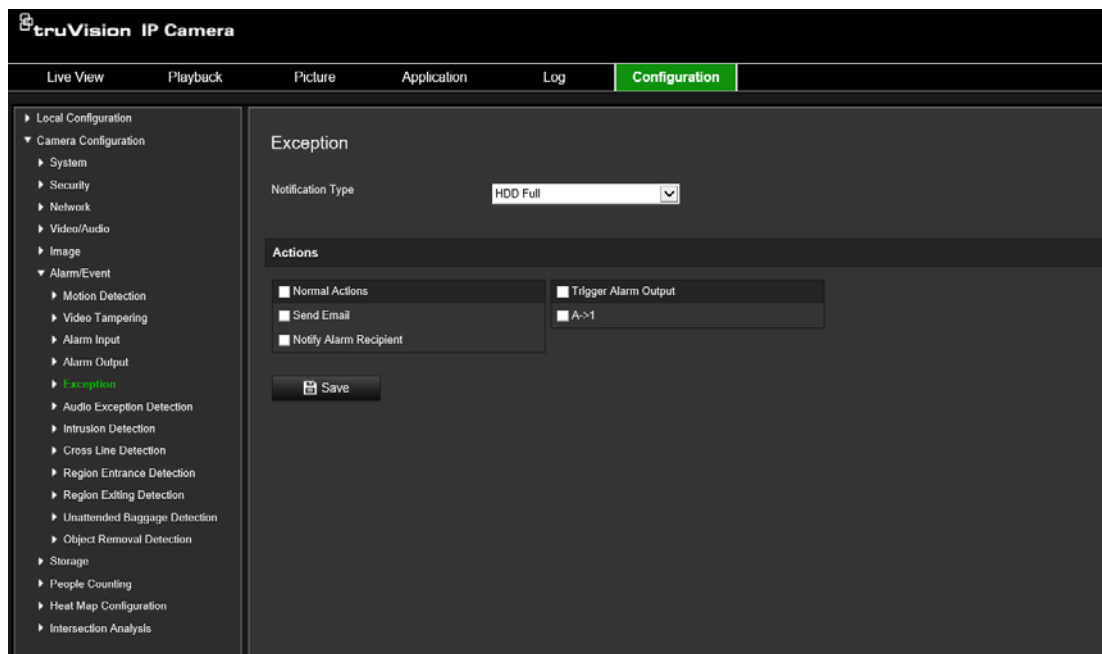 truVision IP Camera
Live View Playback Picture Application Log Configuration
Local Configuration
Camera Configuration
System
Security
Network
Video/Audio
Image
Alarm/Event
Motion Detection
Video Tampering
Alarm Input
Alarm Output
Exception
Audio Exception Detection
Intrusion Detection
Cross Line Detection
Region Entrance Detection
Region Exiting Detection
Unattended Baggage Detection
Object Removal Detection
Storage
People Counting
Heat Map Configuration
Intersection Analysis
Exception
Notification Type HDD Full
Actions
Normal Actions Trigger Alarm Output
Send Email A->1
Notify Alarm Recipient
Save